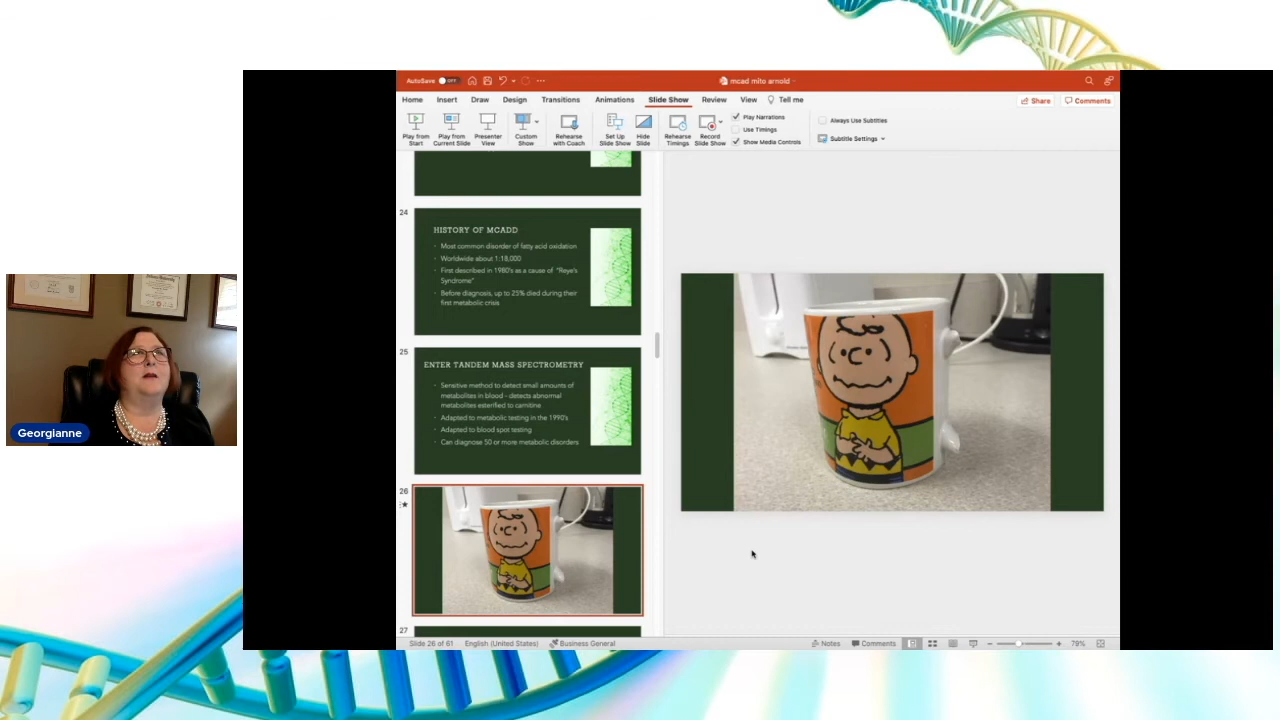 AutoSave OFF
mcad mito arnold
Home Insert Draw Design Transitions Animations Slide Show Review View Tell me
Share Comments
Play from Start
Play from Current Slide
Presenter View
Custom Show
Rehearse with Coach
Set Up Slide Show
Hide Slide
Rehearse Timings
Record Slide Show
Play Narrations
Use Timings
Show Media Controls
Always Use Subtitles
Subtitle Settings
24
HISTORY OF MCADD
Most common disorder of fatty acid oxidation
Worldwide about 1:18,000
First described in 1980's as a cause of "Reye's
Syndrome"
Before diagnosis, up to 25% died during their
first metabolic crisis
25
ENTER TANDEM MASS SPECTROMETRY
Sensitive method to detect small amounts of
metabolites in blood - detects abnormal
metabolites esterified to carnitine
Adapted to metabolic testing in the 1990's
Adapted to blood spot testing
Can diagnose 50 or more metabolic disorders
26
27
Georgianne
Slide 26 of 61 English (United States) Business General
Notes Comments 79%